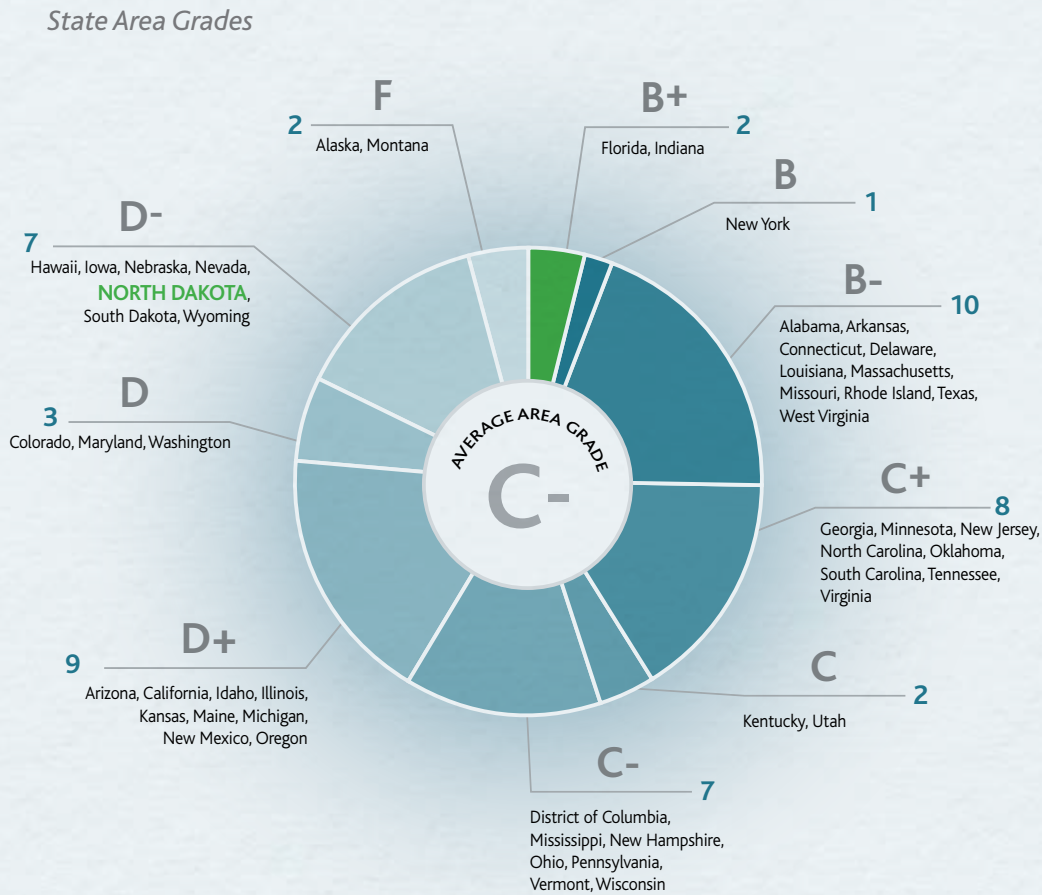 State Area Grades
F
2
Alaska, Montana
B+
2
Florida, Indiana
B
1
New York
B-
10
Alabama, Arkansas,
Connecticut, Delaware,
Louisiana, Massachusetts,
Missouri, Rhode Island, Texas,
West Virginia
C+
8
Georgia, Minnesota, New Jersey,
North Carolina, Oklahoma,
South Carolina, Tennessee,
Virginia
C
2
Kentucky, Utah
C-
7
District of Columbia,
Mississippi, New Hampshire,
Ohio, Pennsylvania,
Vermont, Wisconsin
D+
9
Arizona, California, Idaho, Illinois,
Kansas, Maine, Michigan,
New Mexico, Oregon
D
3
Colorado, Maryland, Washington
D-
7
Hawaii, Iowa, Nebraska, Nevada,
NORTH DAKOTA,
South Dakota, Wyoming
AVERAGE AREA GRADE
C-